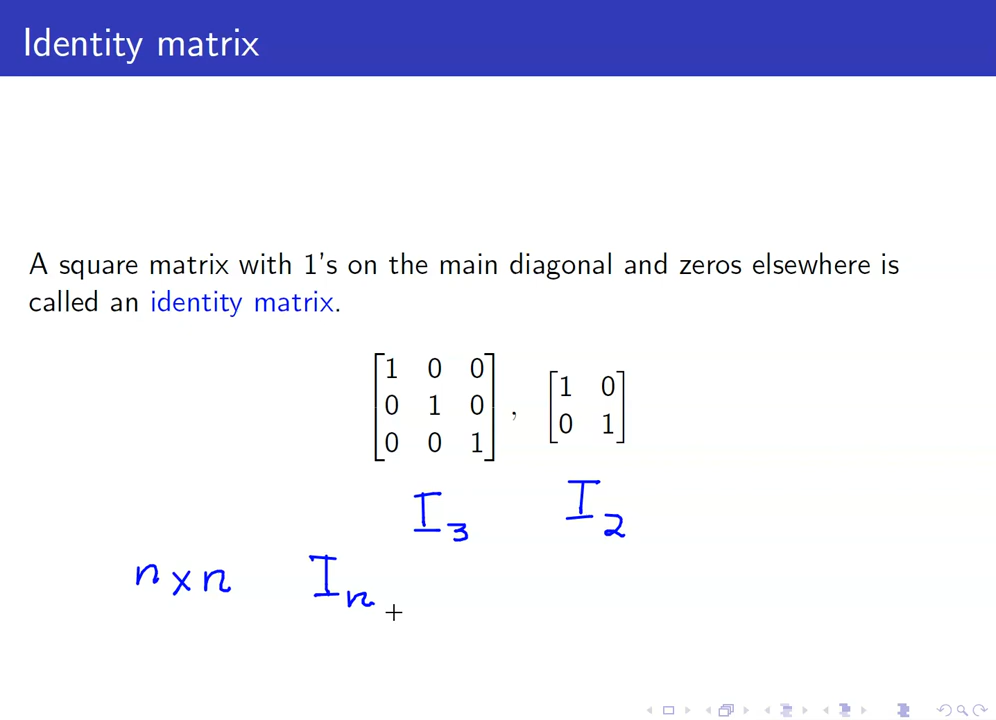 Identity matrix
A square matrix with 1's on the main diagonal and zeros elsewhere is
called an identity matrix.
[1 0 0
0 1 0
0 0 1] , [1 0
0 1]
I₃ I₂
n×n Iₙ